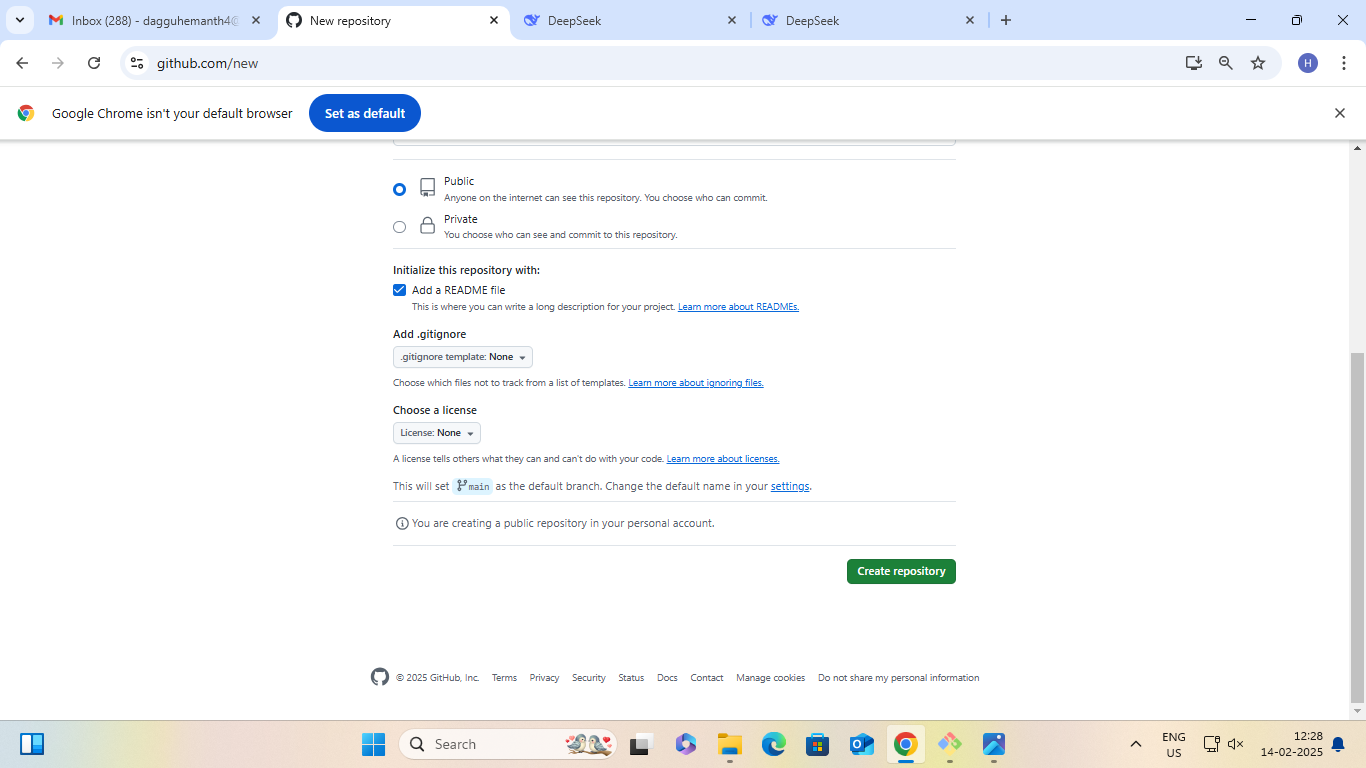 Inbox (288) - dagguhemanth4@
New repository
DeepSeek
DeepSeek
github.com/new
H
Google Chrome isn't your default browser
Set as default
Public
Anyone on the internet can see this repository. You choose who can commit.
Private
You choose who can see and commit to this repository.
Initialize this repository with:
Add a README file
This is where you can write a long description for your project. Learn more about READMEs.
Add .gitignore
.gitignore template: None
Choose which files not to track from a list of templates. Learn more about ignoring files.
Choose a license
License: None
A license tells others what they can and can't do with your code. Learn more about licenses.
This will set main as the default branch. Change the default name in your settings.
You are creating a public repository in your personal account.
Create repository
© 2025 GitHub, Inc. Terms Privacy Security Status Docs Contact Manage cookies Do not share my personal information
Search
ENG
US
12:28
14-02-2025